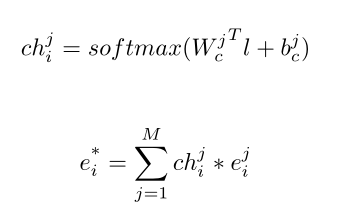 $ch_i^j = softmax({W_c^j}^T l + b_c^j)$
$e_i^* = \sum_{j=1}^{M} ch_i^j * e_i^j$